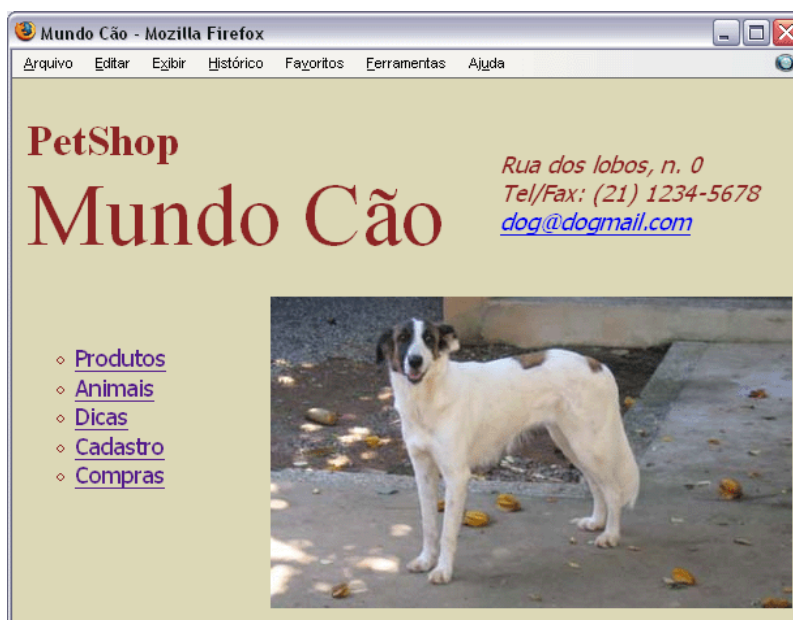 Mundo Cão - Mozilla Firefox
Arquivo Editar Exibir Histórico Favoritos Ferramentas Ajuda
PetShop
Mundo Cão
Rua dos lobos, n. 0
Tel/Fax: (21) 1234-5678
dog@dogmail.com
Produtos
Animais
Dicas
Cadastro
Compras